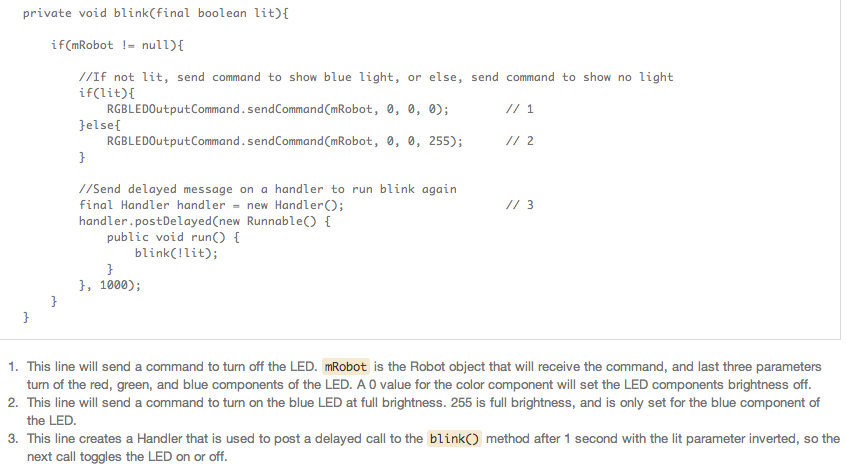 private void blink(final boolean lit){
if(mRobot != null){
//If not lit, send command to show blue light, or else, send command to show no light
if(lit){
RGBLEDOutputCommand.sendCommand(mRobot, 0, 0, 0); // 1
}else{
RGBLEDOutputCommand.sendCommand(mRobot, 0, 0, 255); // 2
}
//Send delayed message on a handler to run blink again
final Handler handler = new Handler(); // 3
handler.postDelayed(new Runnable() {
public void run() {
blink(!lit);
}
}, 1000);
}
}
1. This line will send a command to turn off the LED. mRobot is the Robot object that will receive the command, and last three parameters
turn of the red, green, and blue components of the LED. A 0 value for the color component will set the LED components brightness off.
2. This line will send a command to turn on the blue LED at full brightness. 255 is full brightness, and is only set for the blue component of
the LED.
3. This line creates a Handler that is used to post a delayed call to the blink() method after 1 second with the lit parameter inverted, so the
next call toggles the LED on or off.